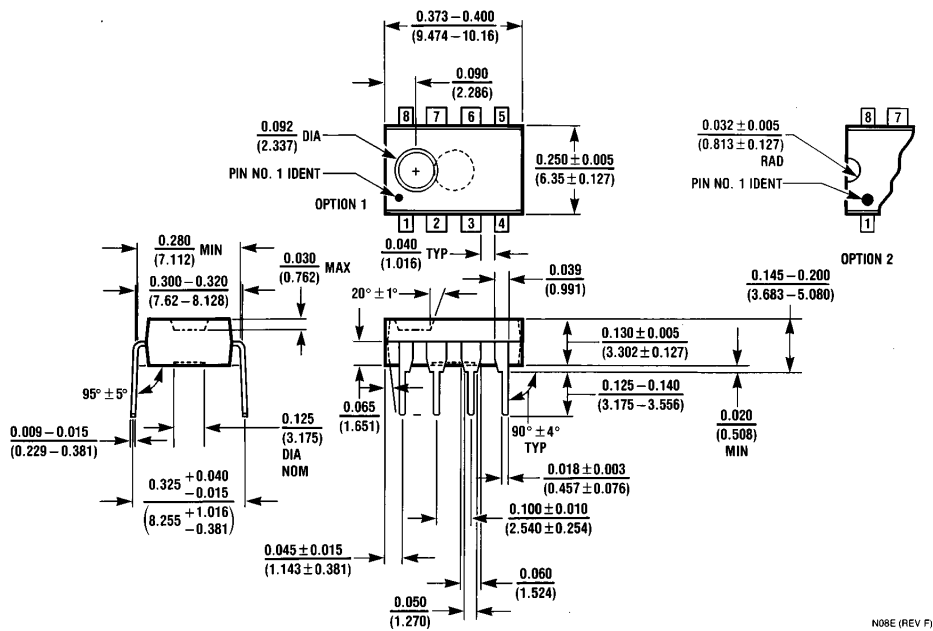 0.373 – 0.400
(9.474 – 10.16)
0.090
(2.286)
8 7 6 5
0.092 DIA
(2.337)
+
PIN NO. 1 IDENT
OPTION 1
1 2 3 4
0.250 ± 0.005
(6.35 ± 0.127)
8 7
0.032 ± 0.005
(0.813 ± 0.127)
RAD
PIN NO. 1 IDENT
1
OPTION 2
0.280 MIN
(7.112)
0.300 – 0.320
(7.62 – 8.128)
0.030 MAX
(0.762)
0.040 TYP
(1.016)
0.039
(0.991)
20° ± 1°
0.145 – 0.200
(3.683 – 5.080)
0.130 ± 0.005
(3.302 ± 0.127)
0.125 – 0.140
(3.175 – 3.556)
0.020
(0.508)
MIN
95° ± 5°
0.009 – 0.015
(0.229 – 0.381)
0.125
(3.175)
DIA
NOM
0.065
(1.651)
90° ± 4°
TYP
0.018 ± 0.003
(0.457 ± 0.076)
0.325 +0.040
–0.015
(8.255 +1.016
–0.381)
0.100 ± 0.010
(2.540 ± 0.254)
0.045 ± 0.015
(1.143 ± 0.381)
0.060
(1.524)
0.050
(1.270)
N08E (REV F)